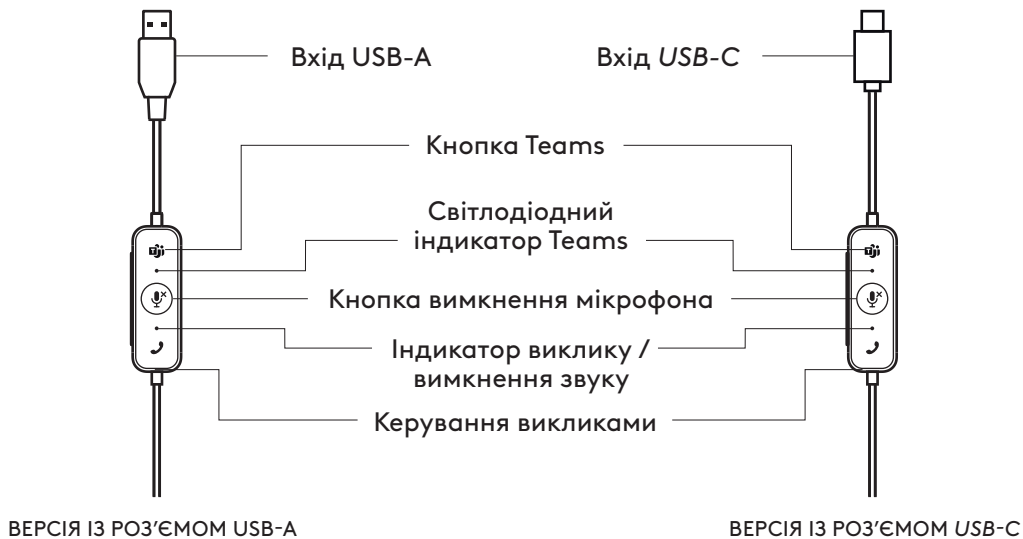 Вхід USB-A
Вхід USB-C
Кнопка Teams
Світлодіодний
індикатор Teams
Кнопка вимкнення мікрофона
Індикатор виклику /
вимкнення звуку
Керування викликами
ВЕРСІЯ ІЗ РОЗ’ЄМОМ USB-A
ВЕРСІЯ ІЗ РОЗ’ЄМОМ USB-C